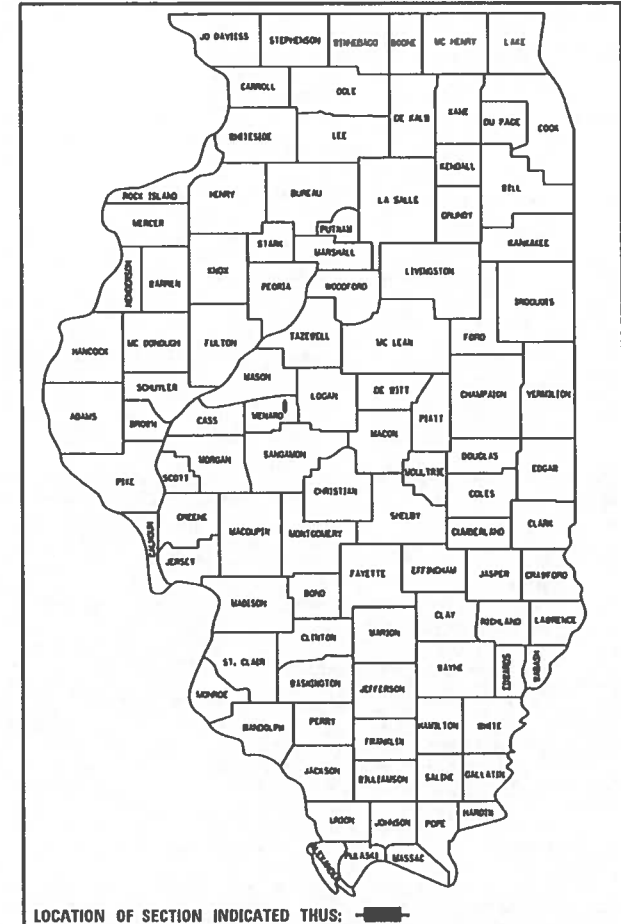 JO DAVIESS STEPHENSON WINNEBAGO BOONE MC HENRY LAKE
CARROLL OGLE DE KALB KANE DU PAGE COOK
WHITESIDE LEE KENDALL
ROCK ISLAND HENRY BUREAU LA SALLE GRUNDY WILL
MERCER STARK PUTNAM MARSHALL KANKAKEE
HENDERSON WARREN KNOX PEORIA WOODFORD LIVINGSTON IROQUOIS
HANCOCK MC DONOUGH FULTON TAZEWELL MC LEAN FORD
SCHUYLER MASON LOGAN DE WITT CHAMPAIGN VERMILION
ADAMS BROWN CASS MENARD MACON PIATT
PIKE SCOTT MORGAN SANGAMON CHRISTIAN MOULTRIE DOUGLAS EDGAR
COLES
CALHOUN GREENE MACOUPIN MONTGOMERY SHELBY CUMBERLAND CLARK
JERSEY FAYETTE EFFINGHAM JASPER CRAWFORD
MADISON BOND CLAY RICHLAND LAWRENCE
CLINTON MARION
ST. CLAIR WASHINGTON WAYNE EDWARDS WABASH
MONROE JEFFERSON
RANDOLPH PERRY HAMILTON WHITE
FRANKLIN
JACKSON WILLIAMSON SALINE GALLATIN
UNION JOHNSON POPE HARDIN
ALEXANDER PULASKI MASSAC
LOCATION OF SECTION INDICATED THUS: